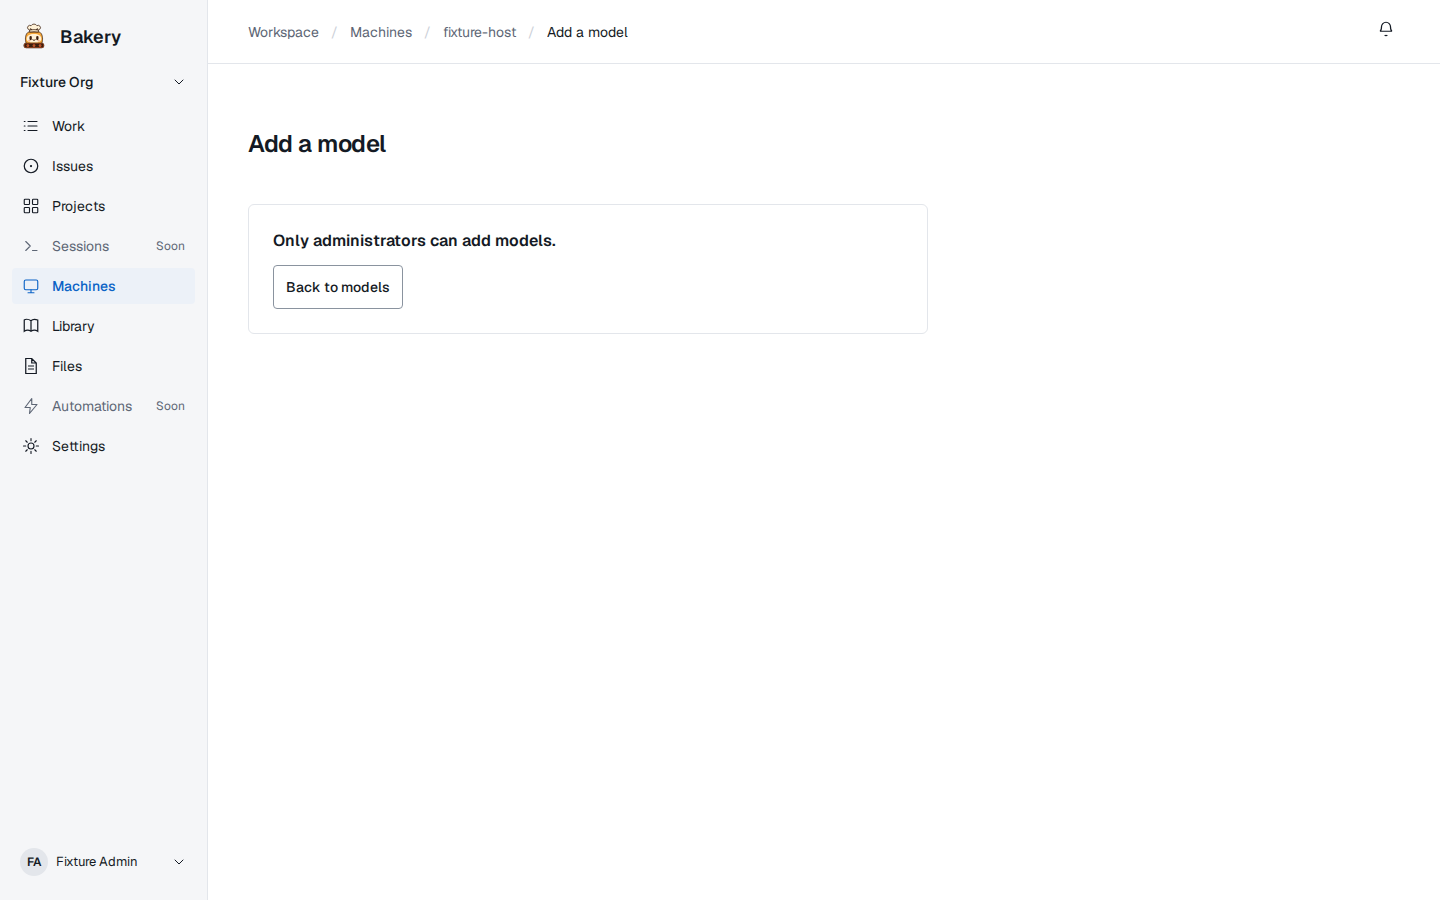 Bakery
Fixture Org
Work
Issues
Projects
Sessions Soon
Machines
Library
Files
Automations Soon
Settings
FA Fixture Admin
Workspace / Machines / fixture-host / Add a model
Add a model
Only administrators can add models.
Back to models